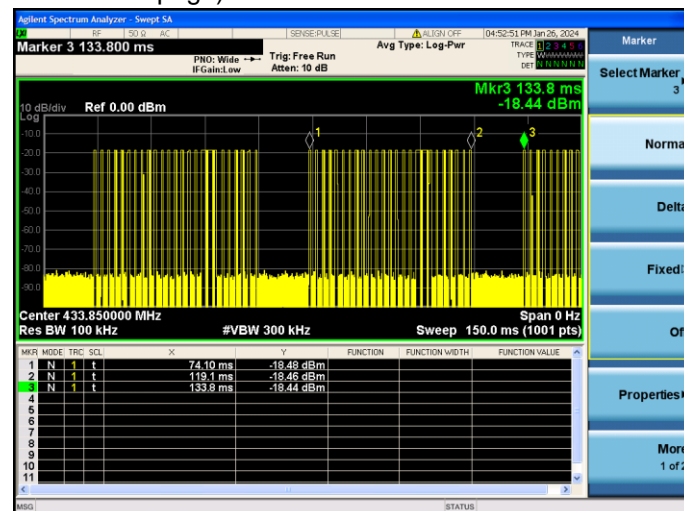 Agilent Spectrum Analyzer - Swept SA
RF 50 Ω AC SENSE:PULSE ALIGN OFF 04:52:51 PM Jan 26, 2024
Marker 3 133.800 ms
PNO: Wide
IFGain:Low
Trig: Free Run
Atten: 10 dB
Avg Type: Log-Pwr
TRACE 1 2 3 4 5 6
TYPE WWWWWW
DET N N N N N N
Mkr3 133.8 ms
-18.44 dBm
10 dB/div Ref 0.00 dBm
Log
-10.0
-20.0
-30.0
-40.0
-50.0
-60.0
-70.0
-80.0
-90.0
1
2
3
Center 433.850000 MHz Span 0 Hz
Res BW 100 kHz #VBW 300 kHz Sweep 150.0 ms (1001 pts)
MKR MODE TRC SCL X Y FUNCTION FUNCTION WIDTH FUNCTION VALUE
1 N 1 t 74.10 ms -18.48 dBm
2 N 1 t 119.1 ms -18.46 dBm
3 N 1 t 133.8 ms -18.44 dBm
4
5
6
7
8
9
10
11
MSG STATUS
Marker
Select Marker
3
Norma
Delta
Fixed
Of
Properties
More
1 of 2